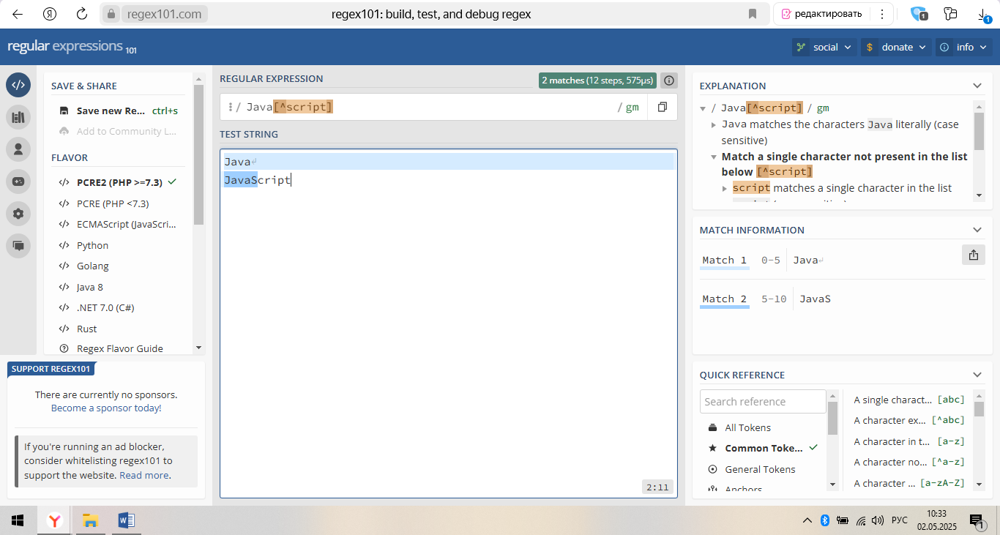 regex101.com
regex101: build, test, and debug regex
редактировать
1
1
regular expressions 101
social
$ donate
info
SAVE & SHARE
Save new Re... ctrl+s
Add to Community L...
FLAVOR
</> PCRE2 (PHP >=7.3)
</> PCRE (PHP <7.3)
</> ECMAScript (JavaScri...
</> Python
</> Golang
</> Java 8
</> .NET 7.0 (C#)
</> Rust
Regex Flavor Guide
SUPPORT REGEX101
There are currently no sponsors.
Become a sponsor today!
If you're running an ad blocker,
consider whitelisting regex101 to
support the website. Read more.
REGULAR EXPRESSION
2 matches (12 steps, 575μs)
/ Java[^script] / gm
TEST STRING
Java↵
JavaScript
2:11
EXPLANATION
/ Java[^script] / gm
Java matches the characters Java literally (case
sensitive)
Match a single character not present in the list
below [^script]
script matches a single character in the list
MATCH INFORMATION
Match 1 0-5 Java↵
Match 2 5-10 JavaS
QUICK REFERENCE
Search reference
All Tokens
Common Toke...
General Tokens
Anchors
A single charact... [abc]
A character ex... [^abc]
A character in t... [a-z]
A character no... [^a-z]
A character ... [a-zA-Z]
РУС
10:33
02.05.2025
1